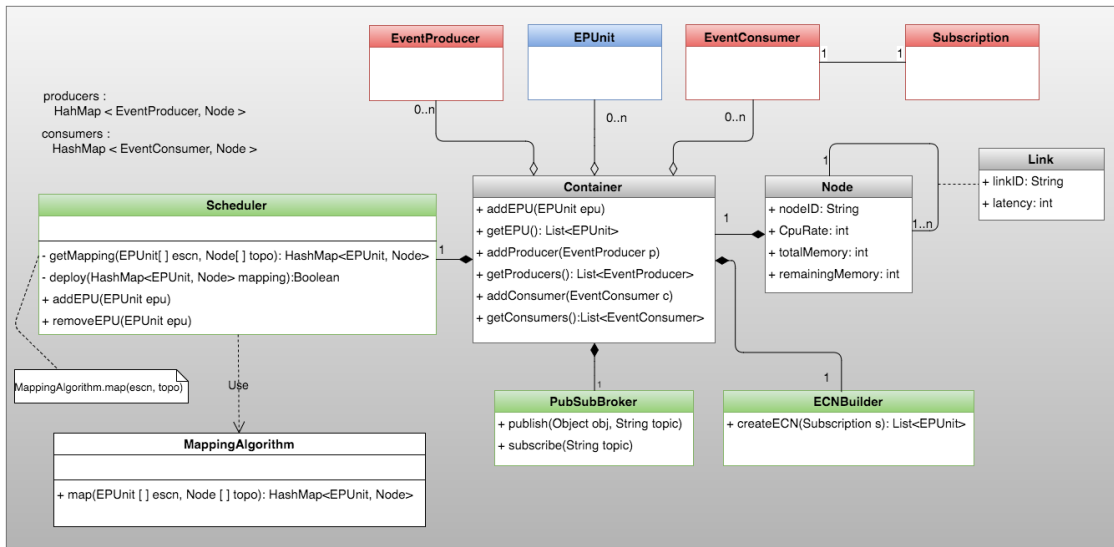 EventProducer
EPUnit
EventConsumer
Subscription
1
1
producers :
HahMap < EventProducer, Node >
consumers :
HashMap < EventConsumer, Node >
0..n
0..n
0..n
Scheduler
- getMapping(EPUnit[ ] escn, Node[ ] topo): HashMap<EPUnit, Node>
- deploy(HashMap<EPUnit, Node> mapping):Boolean
+ addEPU(EPUnit epu)
+ removeEPU(EPUnit epu)
1
Container
+ addEPU(EPUnit epu)
+ getEPU(): List<EPUnit>
+ addProducer(EventProducer p)
+ getProducers(): List<EventProducer>
+ addConsumer(EventConsumer c)
+ getConsumers():List<EventConsumer>
1
1
Node
+ nodeID: String
+ CpuRate: int
+ totalMemory: int
+ remainingMemory: int
1..n
Link
+ linkID: String
+ latency: int
MappingAlgorithm.map(escn, topo)
Use
1
1
PubSubBroker
+ publish(Object obj, String topic)
+ subscribe(String topic)
ECNBuilder
+ createECN(Subscription s): List<EPUnit>
MappingAlgorithm
+ map(EPUnit [ ] escn, Node [ ] topo): HashMap<EPUnit, Node>